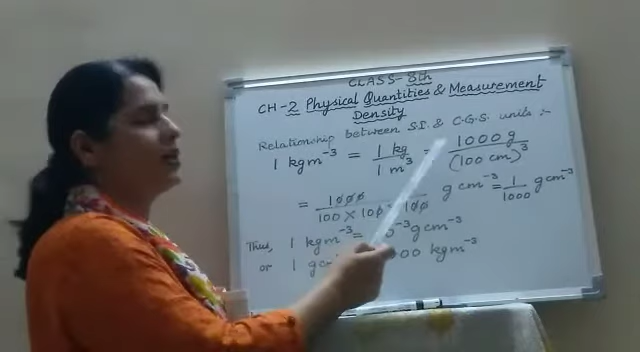 CLASS-8th
CH-2 Physical Quantities & Measurement
Density
Relationship between S.I. & C.G.S. units :-
1 kgm⁻³ = 1 kg / 1 m³ = 1000 g / (100 cm)³
= 1000 / 100 × 100 × 100 g cm⁻³ = 1/1000 g cm⁻³
Thus, 1 kgm⁻³ = ⁻³ g cm⁻³
or 1 kgm⁻³